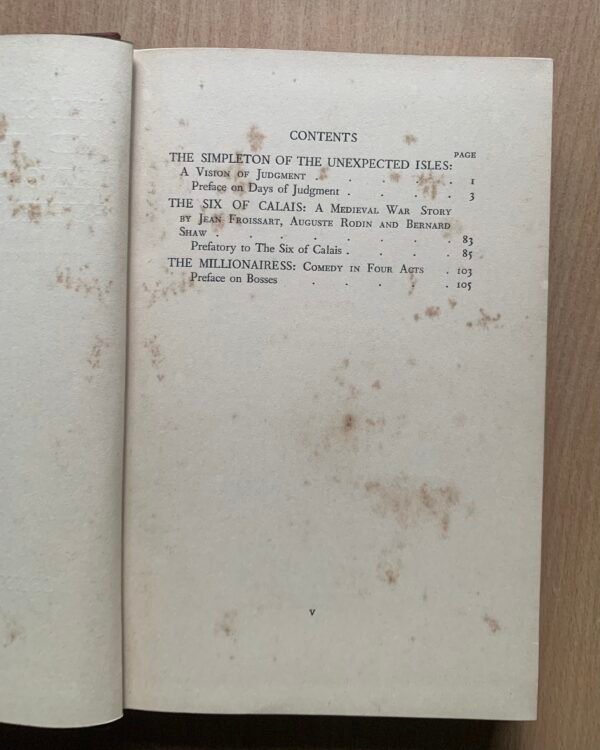 CONTENTS
PAGE
THE SIMPLETON OF THE UNEXPECTED ISLES:
A VISION OF JUDGMENT . . . . . 1
Preface on Days of Judgment . . . . 3
THE SIX OF CALAIS: A MEDIEVAL WAR STORY
BY JEAN FROISSART, AUGUSTE RODIN AND BERNARD
SHAW . . . . . . . . 83
Prefatory to The Six of Calais . . . . 85
THE MILLIONAIRESS: COMEDY IN FOUR ACTS . 103
Preface on Bosses . . . . . 105
V